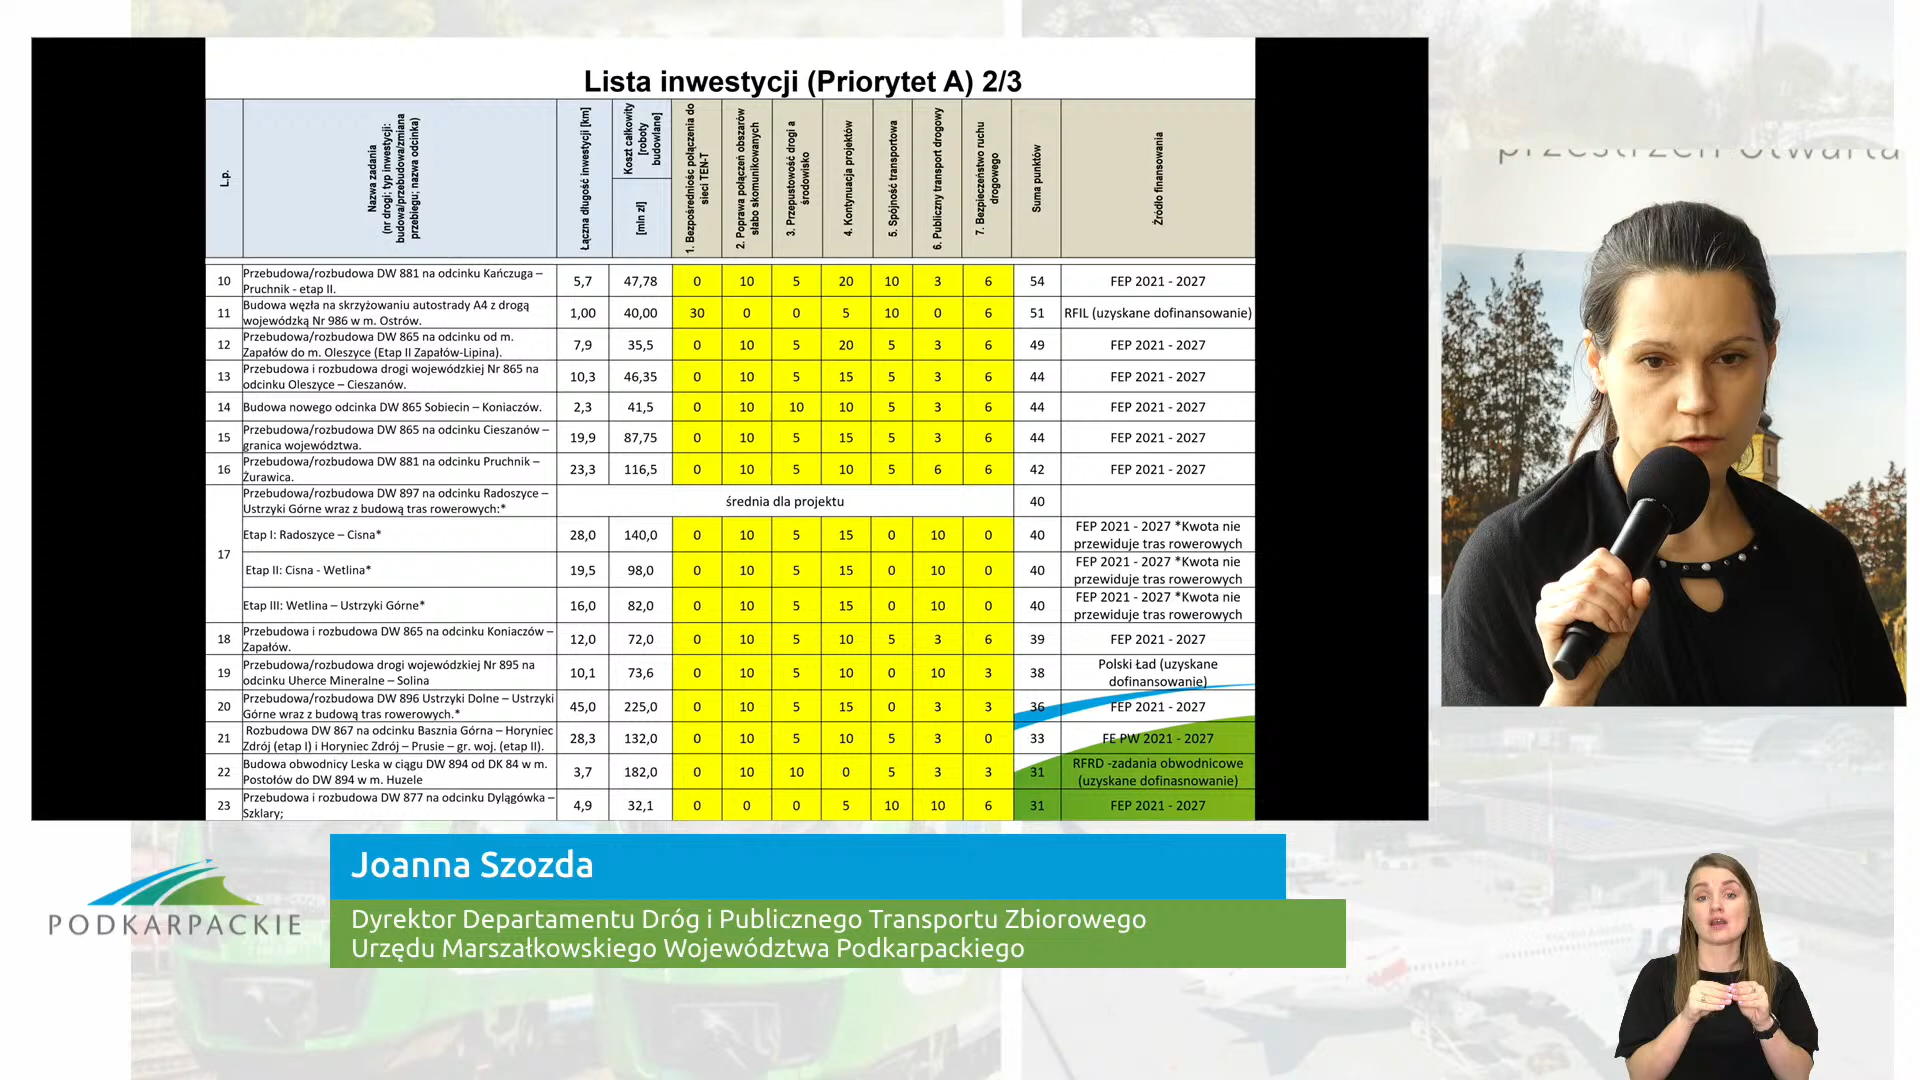 Lista inwestycji (Priorytet A) 2/3
L.p.
Nazwa zadania
(nr drogi; typ inwestycji:
budowa/przebudowa/zmiana
przebiegu; nazwa odcinka)
Łączna długość inwestycji [km]
Koszt całkowity
[roboty
budowlane]
[mln zł]
1. Bezpośredniośc połączenia do
sieci TEN-T
2. Poprawa połączeń obszarów
słabo skomunikowanych
3. Przepustowość drogi a
środowisko
4. Kontynuacja projektów
5. Spójność transportowa
6. Publiczny transport drogowy
7. Bezpieczeństwo ruchu
drogowego
Suma punktów
Źródło finansowania
10 Przebudowa/rozbudowa DW 881 na odcinku Kańczuga –
Pruchnik - etap II. 5,7 47,78 0 10 5 20 10 3 6 54 FEP 2021 - 2027
11 Budowa węzła na skrzyżowaniu autostrady A4 z drogą
wojewódzką Nr 986 w m. Ostrów. 1,00 40,00 30 0 0 5 10 0 6 51 RFIL (uzyskane dofinansowanie)
12 Przebudowa/rozbudowa DW 865 na odcinku od m.
Zapałów do m. Oleszyce (Etap II Zapałów-Lipina). 7,9 35,5 0 10 5 20 5 3 6 49 FEP 2021 - 2027
13 Przebudowa i rozbudowa drogi wojewódzkiej Nr 865 na
odcinku Oleszyce – Cieszanów. 10,3 46,35 0 10 5 15 5 3 6 44 FEP 2021 - 2027
14 Budowa nowego odcinka DW 865 Sobiecin – Koniaczów. 2,3 41,5 0 10 10 10 5 3 6 44 FEP 2021 - 2027
15 Przebudowa/rozbudowa DW 865 na odcinku Cieszanów –
granica województwa. 19,9 87,75 0 10 5 15 5 3 6 44 FEP 2021 - 2027
16 Przebudowa/rozbudowa DW 881 na odcinku Pruchnik –
Żurawica. 23,3 116,5 0 10 5 10 5 6 6 42 FEP 2021 - 2027
17 Przebudowa/rozbudowa DW 897 na odcinku Radoszyce –
Ustrzyki Górne wraz z budową tras rowerowych:* średnia dla projektu 40
Etap I: Radoszyce – Cisna* 28,0 140,0 0 10 5 15 0 10 0 40 FEP 2021 - 2027 *Kwota nie
przewiduje tras rowerowych
Etap II: Cisna - Wetlina* 19,5 98,0 0 10 5 15 0 10 0 40 FEP 2021 - 2027 *Kwota nie
przewiduje tras rowerowych
Etap III: Wetlina – Ustrzyki Górne* 16,0 82,0 0 10 5 15 0 10 0 40 FEP 2021 - 2027 *Kwota nie
przewiduje tras rowerowych
18 Przebudowa i rozbudowa DW 865 na odcinku Koniaczów –
Zapałów. 12,0 72,0 0 10 5 10 5 3 6 39 FEP 2021 - 2027
19 Przebudowa/rozbudowa drogi wojewódzkiej Nr 895 na
odcinku Uherce Mineralne – Solina 10,1 73,6 0 10 5 10 0 10 3 38 Polski Ład (uzyskane
dofinansowanie)
20 Przebudowa/rozbudowa DW 896 Ustrzyki Dolne – Ustrzyki
Górne wraz z budową tras rowerowych.* 45,0 225,0 0 10 5 15 0 3 3 36 FEP 2021 - 2027
21 Rozbudowa DW 867 na odcinku Basznia Górna – Horyniec
Zdrój (etap I) i Horyniec Zdrój – Prusie – gr. woj. (etap II). 28,3 132,0 0 10 5 10 5 3 0 33 FE PW 2021 - 2027
22 Budowa obwodnicy Leska w ciągu DW 894 od DK 84 w m.
Postołów do DW 894 w m. Huzele 3,7 182,0 0 10 10 0 5 3 3 31 RFRD -zadania obwodnicowe
(uzyskane dofinasnowanie)
23 Przebudowa i rozbudowa DW 877 na odcinku Dylągówka –
Szklary; 4,9 32,1 0 0 0 5 10 10 6 31 FEP 2021 - 2027
przestrzeń otwarta
Joanna Szozda
Dyrektor Departamentu Dróg i Publicznego Transportu Zbiorowego
Urzędu Marszałkowskiego Województwa Podkarpackiego
PODKARPACKIE